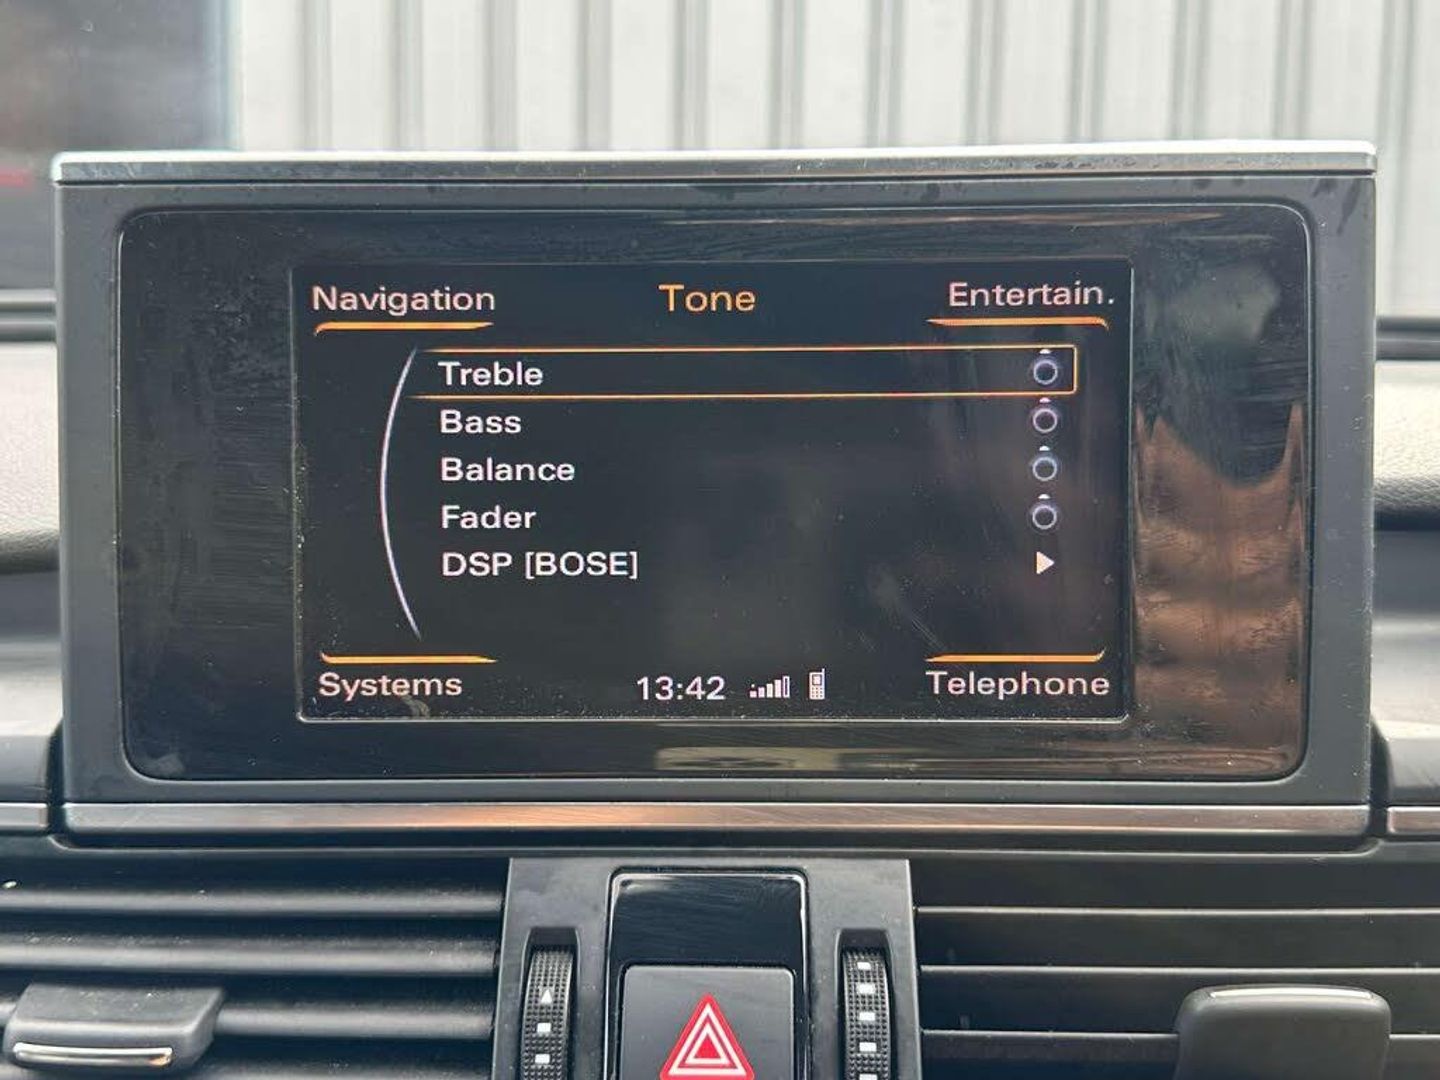 Navigation
Tone
Entertain.
Treble
Bass
Balance
Fader
DSP [BOSE]
Systems
13:42
Telephone